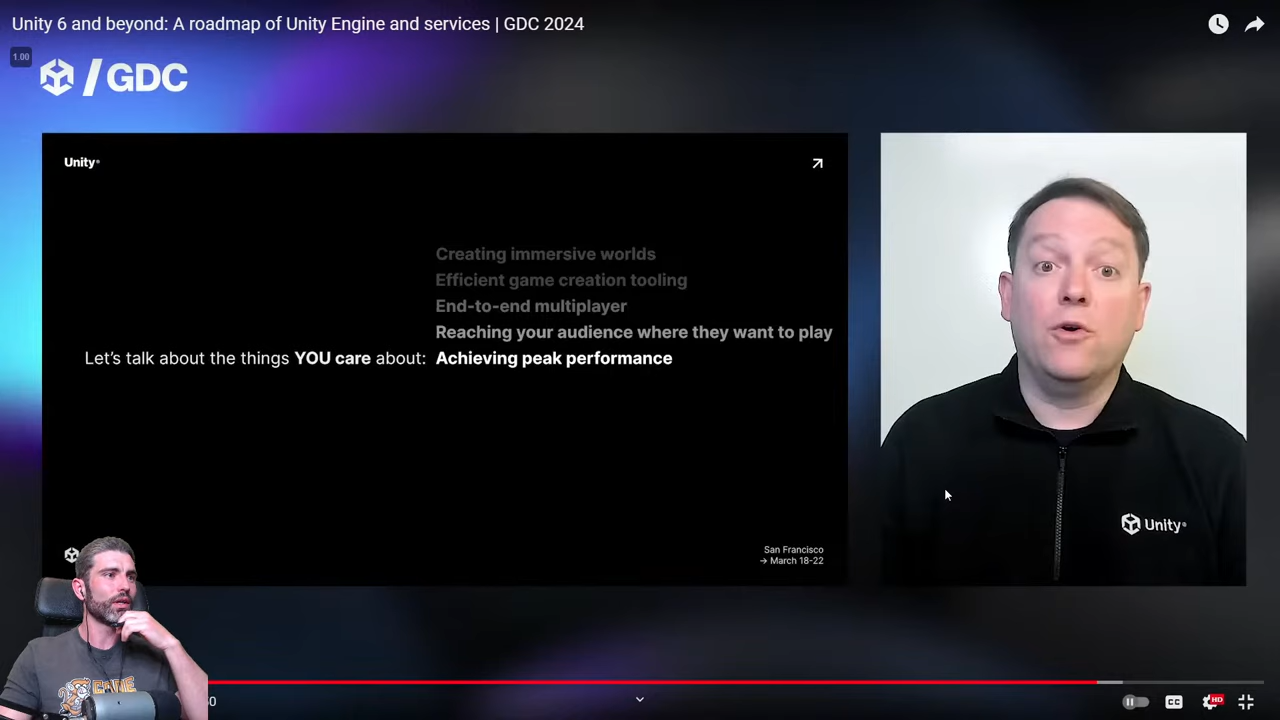 Unity 6 and beyond: A roadmap of Unity Engine and services | GDC 2024
1.00
/ GDC
Unity®
Creating immersive worlds
Efficient game creation tooling
End-to-end multiplayer
Reaching your audience where they want to play
Let's talk about the things YOU care about: Achieving peak performance
San Francisco
→ March 18-22
Unity®
CC
HD